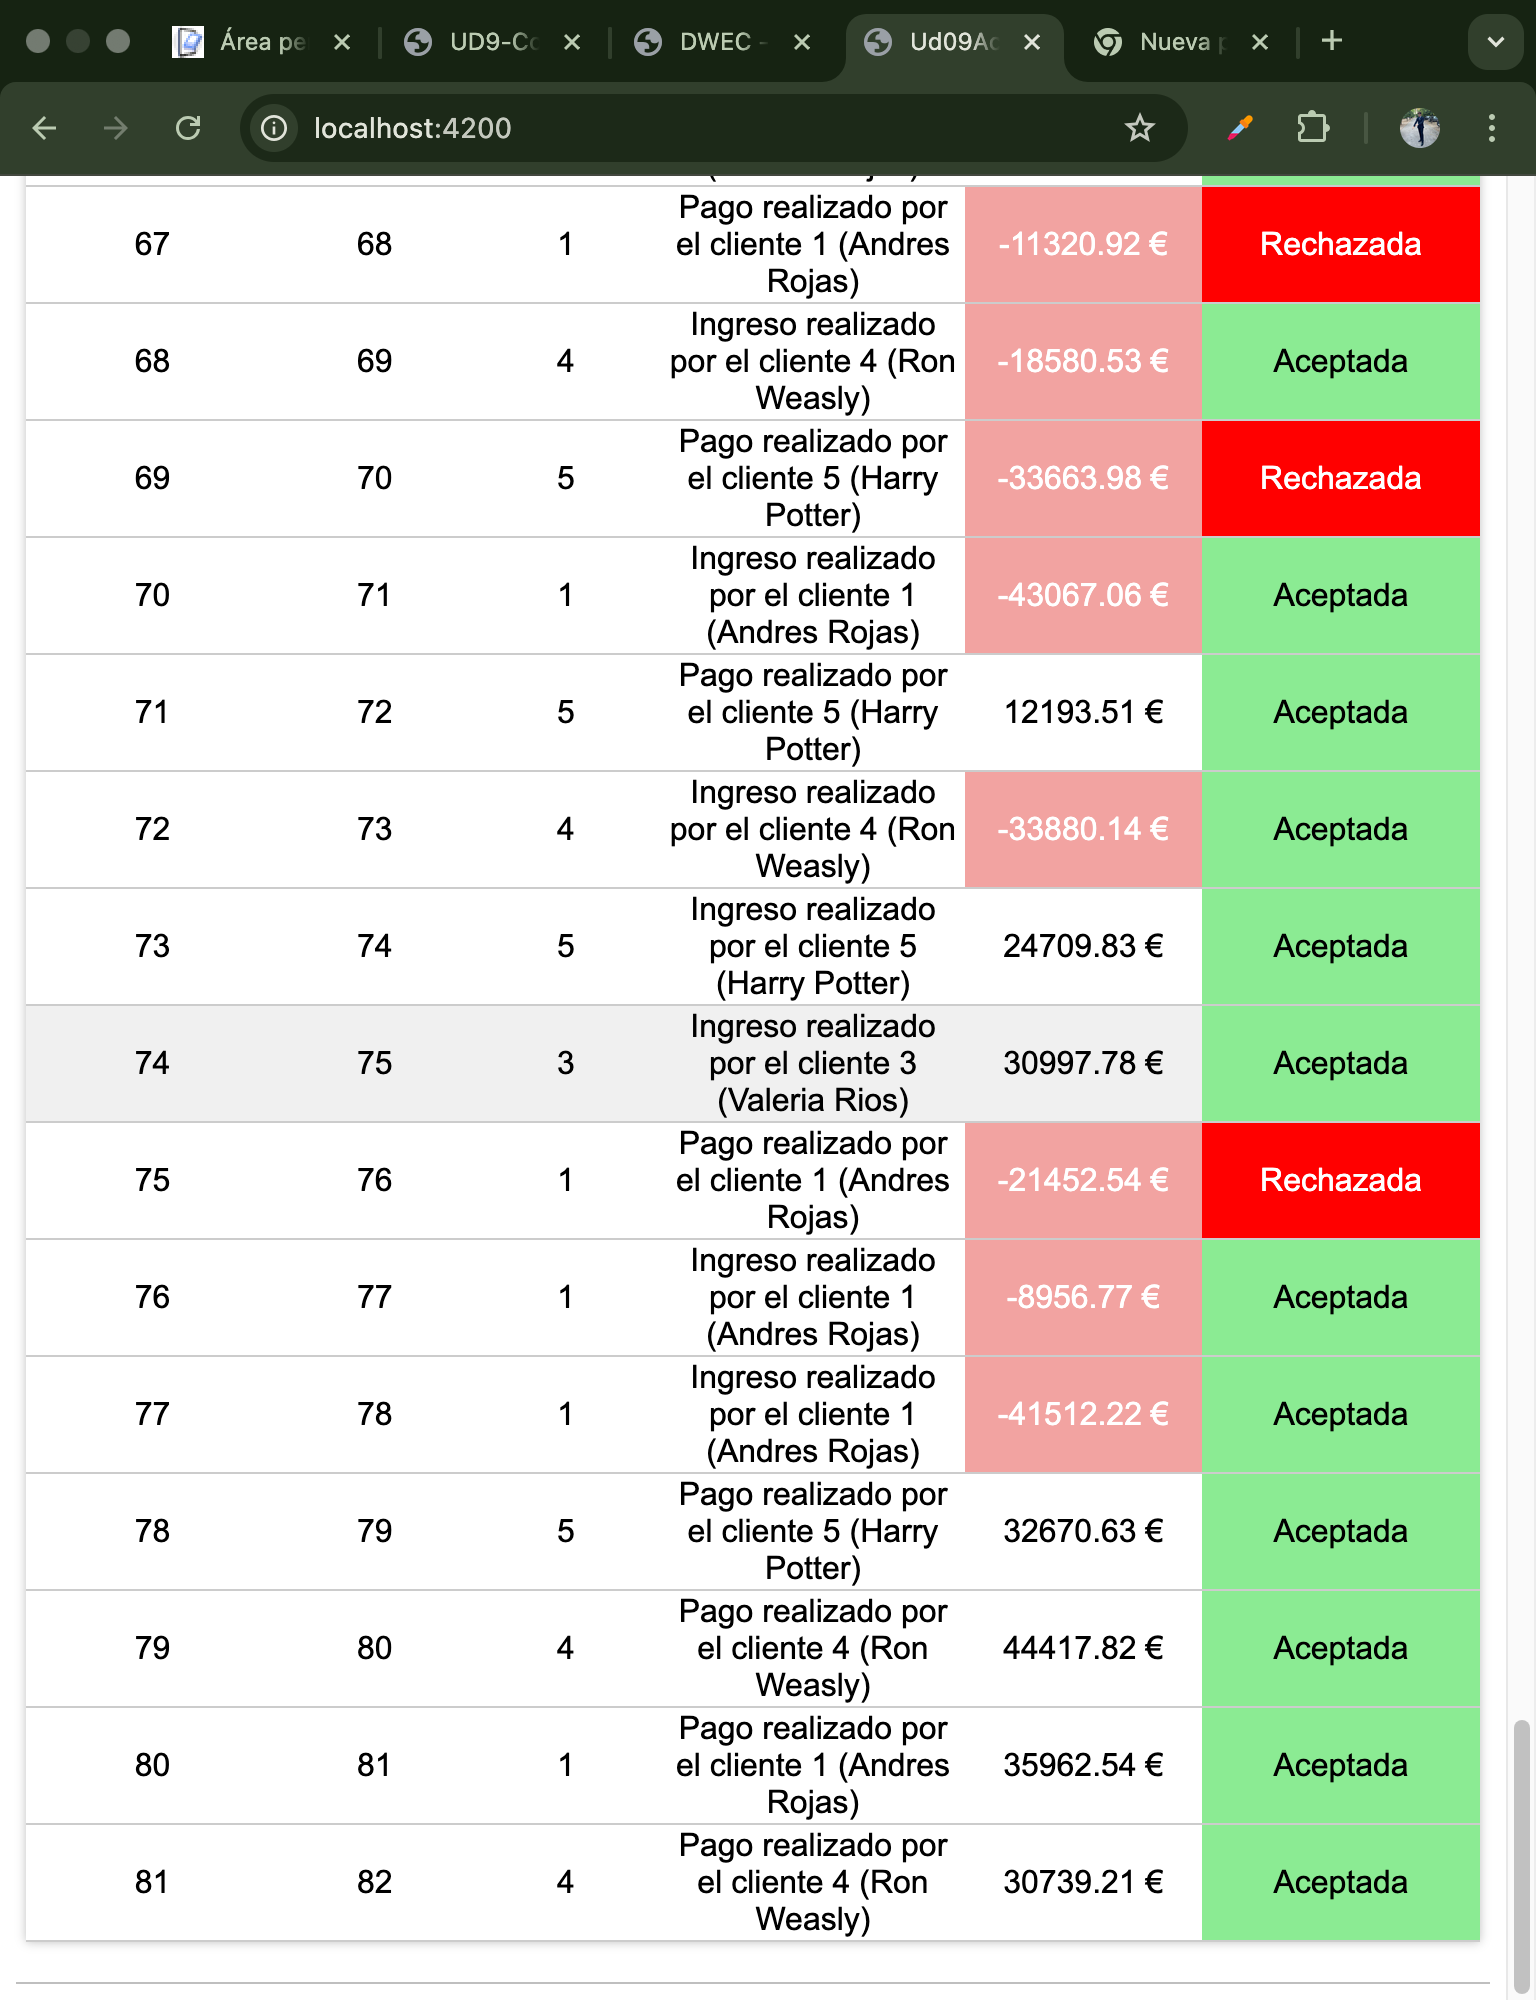 Área pe
UD9-Co
DWEC -
Ud09Ac
Nueva p
localhost:4200
67 68 1 Pago realizado por el cliente 1 (Andres Rojas) -11320.92 € Rechazada
68 69 4 Ingreso realizado por el cliente 4 (Ron Weasly) -18580.53 € Aceptada
69 70 5 Pago realizado por el cliente 5 (Harry Potter) -33663.98 € Rechazada
70 71 1 Ingreso realizado por el cliente 1 (Andres Rojas) -43067.06 € Aceptada
71 72 5 Pago realizado por el cliente 5 (Harry Potter) 12193.51 € Aceptada
72 73 4 Ingreso realizado por el cliente 4 (Ron Weasly) -33880.14 € Aceptada
73 74 5 Ingreso realizado por el cliente 5 (Harry Potter) 24709.83 € Aceptada
74 75 3 Ingreso realizado por el cliente 3 (Valeria Rios) 30997.78 € Aceptada
75 76 1 Pago realizado por el cliente 1 (Andres Rojas) -21452.54 € Rechazada
76 77 1 Ingreso realizado por el cliente 1 (Andres Rojas) -8956.77 € Aceptada
77 78 1 Ingreso realizado por el cliente 1 (Andres Rojas) -41512.22 € Aceptada
78 79 5 Pago realizado por el cliente 5 (Harry Potter) 32670.63 € Aceptada
79 80 4 Pago realizado por el cliente 4 (Ron Weasly) 44417.82 € Aceptada
80 81 1 Pago realizado por el cliente 1 (Andres Rojas) 35962.54 € Aceptada
81 82 4 Pago realizado por el cliente 4 (Ron Weasly) 30739.21 € Aceptada